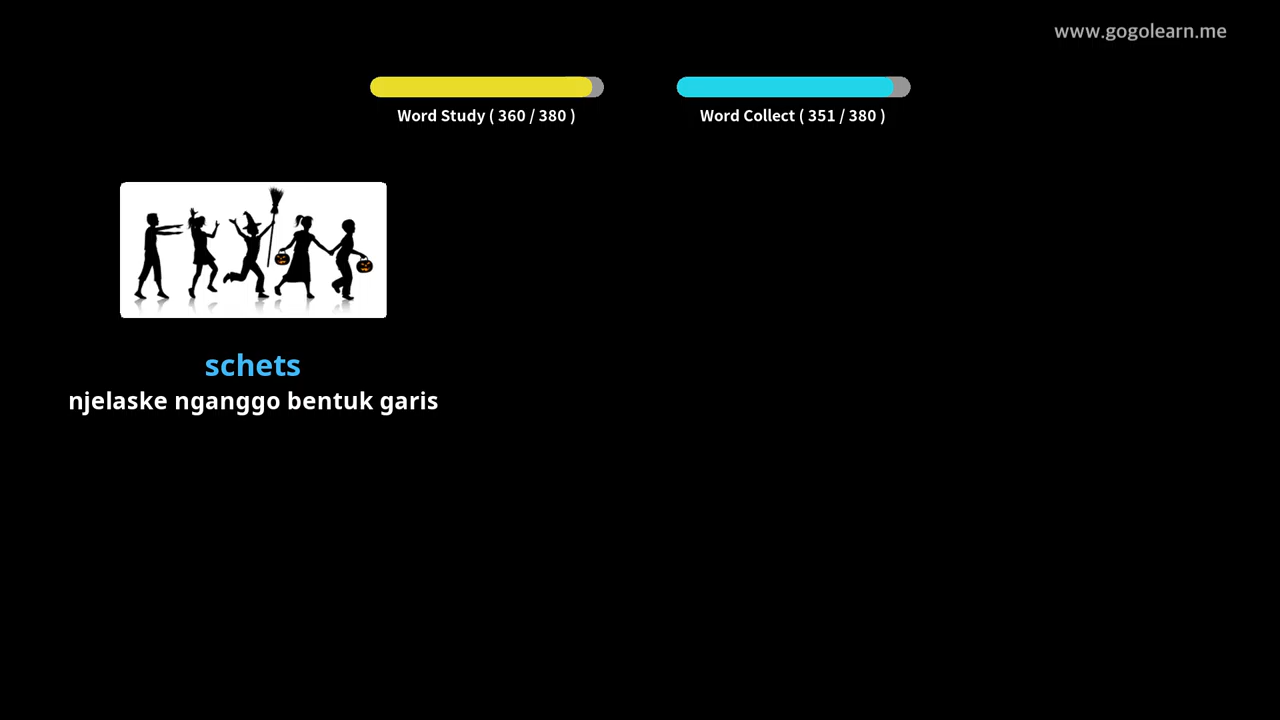 www.gogolearn.me
Word Study ( 360 / 380 )
Word Collect ( 351 / 380 )
schets
njelaske nganggo bentuk garis